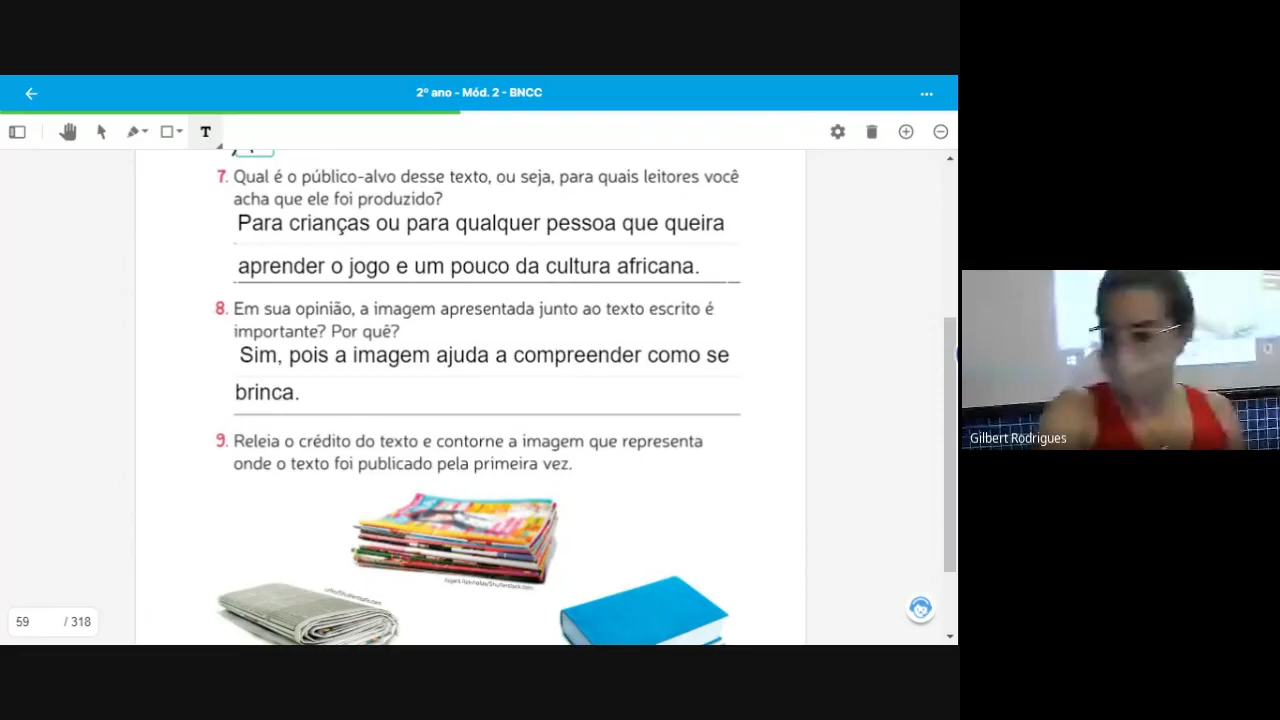 2º ano - Mód. 2 - BNCC
T
7. Qual é o público-alvo desse texto, ou seja, para quais leitores você
acha que ele foi produzido?
Para crianças ou para qualquer pessoa que queira
aprender o jogo e um pouco da cultura africana.
8. Em sua opinião, a imagem apresentada junto ao texto escrito é
importante? Por quê?
Sim, pois a imagem ajuda a compreender como se
brinca.
9. Releia o crédito do texto e contorne a imagem que representa
onde o texto foi publicado pela primeira vez.
59 / 318
Gilbert Rodrigues